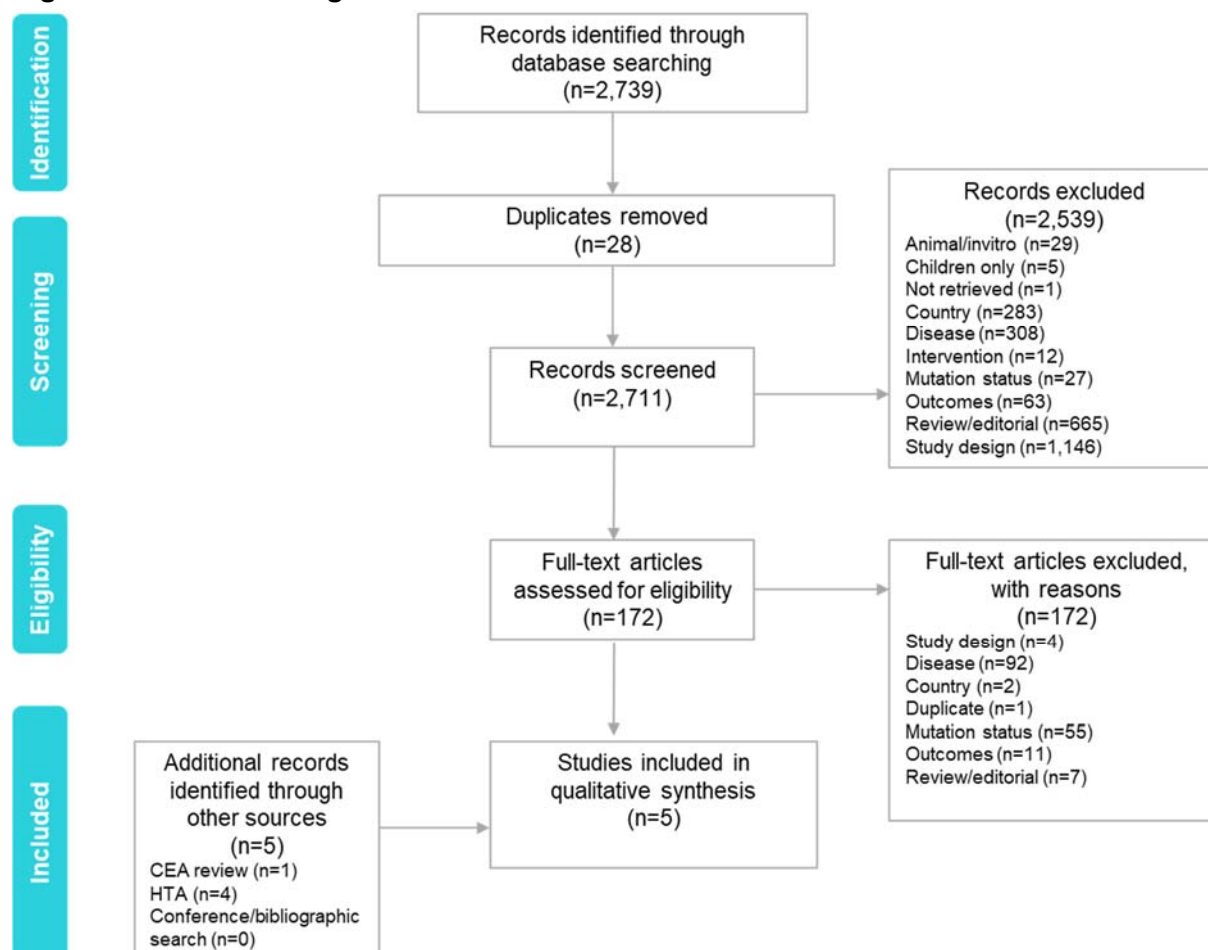 Identification
Records identified through
database searching
(n=2,739)
Screening
Duplicates removed
(n=28)
Records screened
(n=2,711)
Records excluded
(n=2,539)
Animal/invitro (n=29)
Children only (n=5)
Not retrieved (n=1)
Country (n=283)
Disease (n=308)
Intervention (n=12)
Mutation status (n=27)
Outcomes (n=63)
Review/editorial (n=665)
Study design (n=1,146)
Eligibility
Full-text articles
assessed for eligibility
(n=172)
Full-text articles excluded,
with reasons
(n=172)
Study design (n=4)
Disease (n=92)
Country (n=2)
Duplicate (n=1)
Mutation status (n=55)
Outcomes (n=11)
Review/editorial (n=7)
Included
Additional records
identified through
other sources
(n=5)
CEA review (n=1)
HTA (n=4)
Conference/bibliographic
search (n=0)
Studies included in
qualitative synthesis
(n=5)